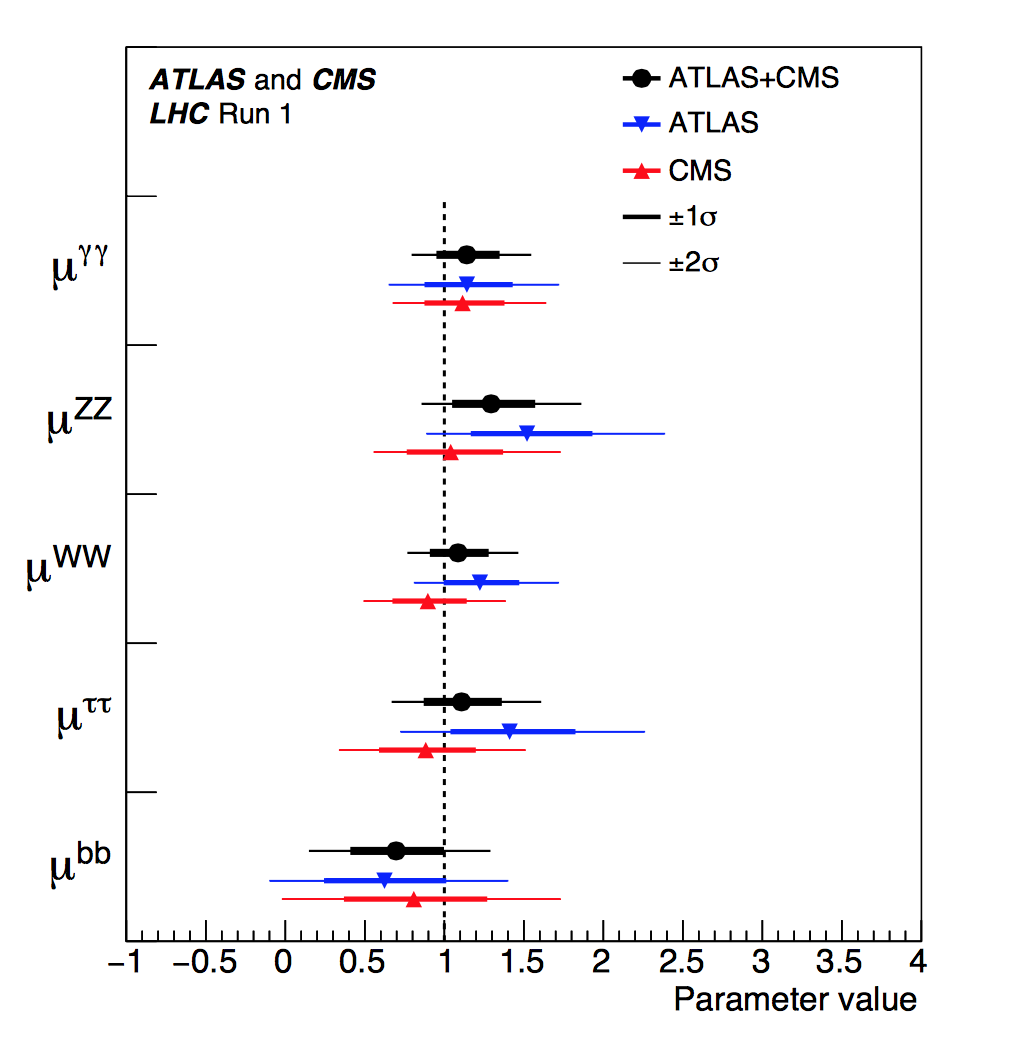 ATLAS and CMS
LHC Run 1
ATLAS+CMS
ATLAS
CMS
±1σ
±2σ
μ^γγ
μ^ZZ
μ^WW
μ^ττ
μ^bb
−1 −0.5 0 0.5 1 1.5 2 2.5 3 3.5 4
Parameter value